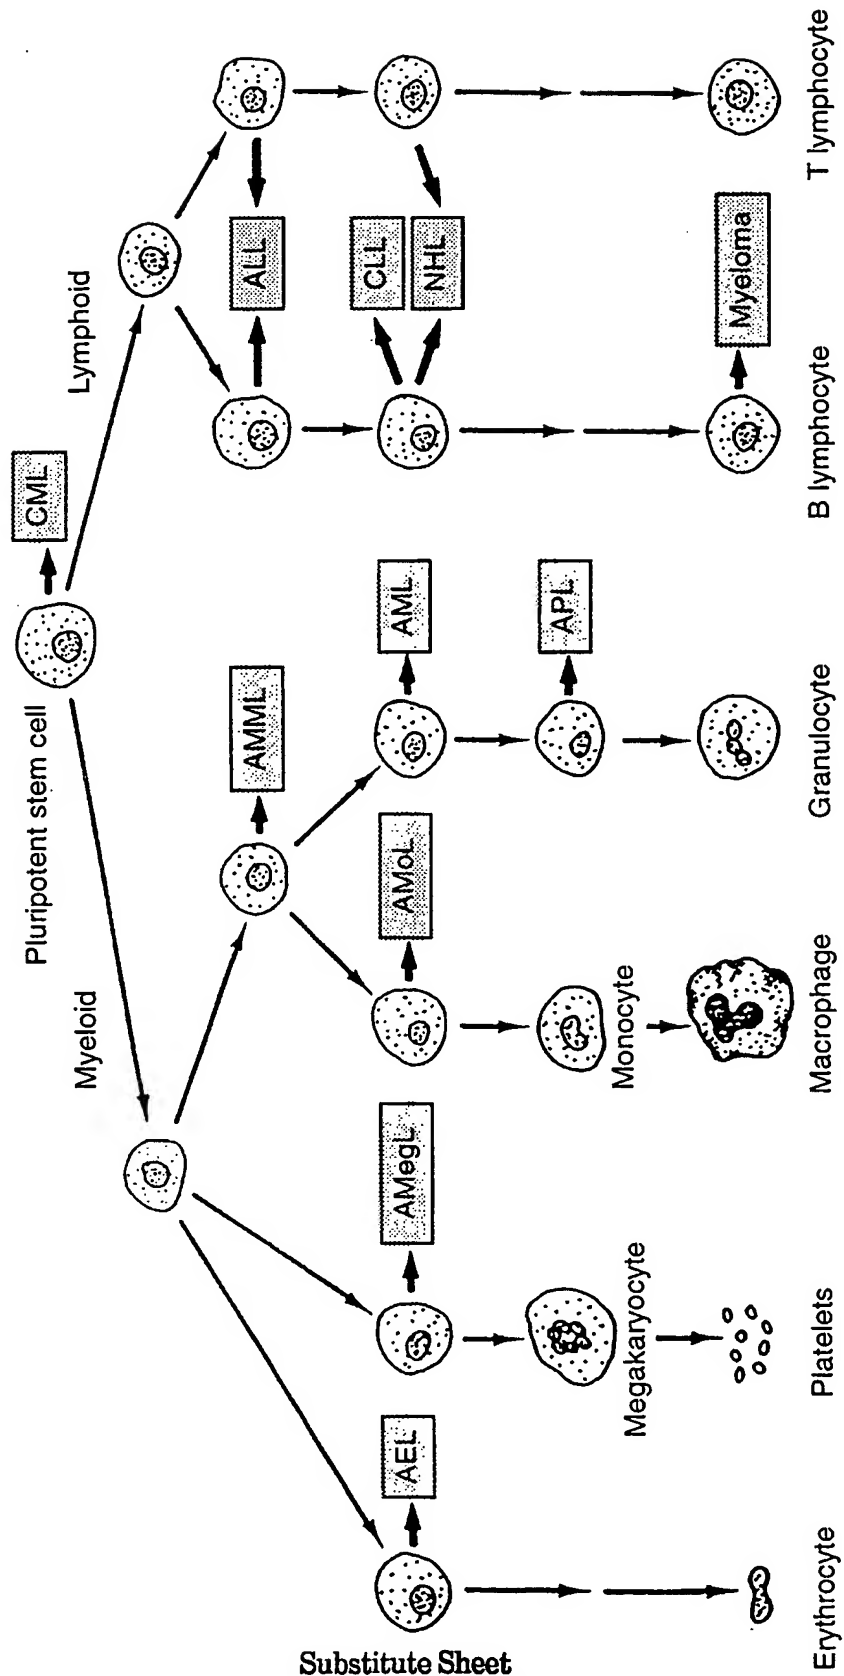 Pluripotent stem cell
CML
Myeloid
Lymphoid
AMML
ALL
AEL
AMegL
AMoL
AML
CLL
NHL
APL
Megakaryocyte
Monocyte
Myeloma
Erythrocyte
Platelets
Macrophage
Granulocyte
B lymphocyte
T lymphocyte
Substitute Sheet